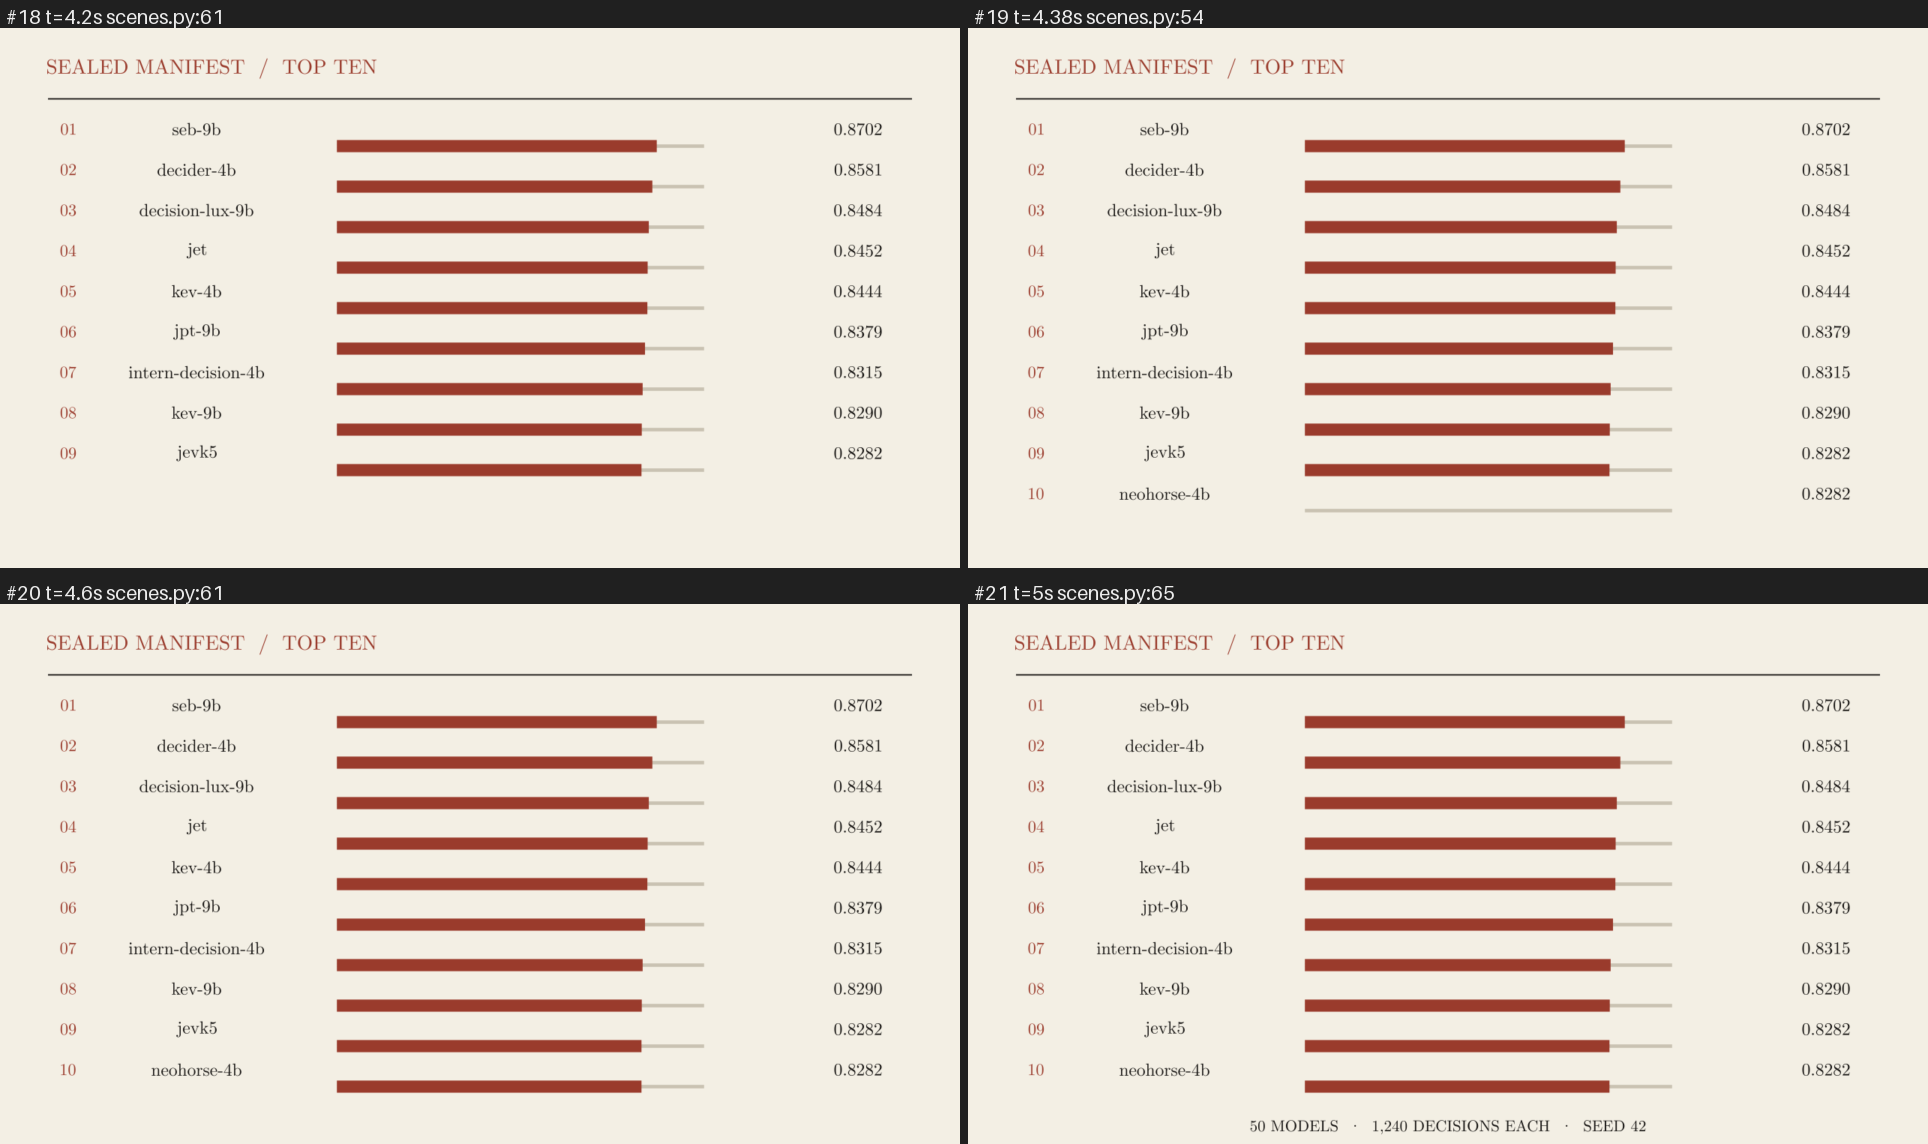 #18 t=4.2s scenes.py:61
SEALED MANIFEST / TOP TEN
01 seb-9b 0.8702
02 decider-4b 0.8581
03 decision-lux-9b 0.8484
04 jet 0.8452
05 kev-4b 0.8444
06 jpt-9b 0.8379
07 intern-decision-4b 0.8315
08 kev-9b 0.8290
09 jevk5 0.8282
#19 t=4.38s scenes.py:54
SEALED MANIFEST / TOP TEN
01 seb-9b 0.8702
02 decider-4b 0.8581
03 decision-lux-9b 0.8484
04 jet 0.8452
05 kev-4b 0.8444
06 jpt-9b 0.8379
07 intern-decision-4b 0.8315
08 kev-9b 0.8290
09 jevk5 0.8282
10 neohorse-4b 0.8282
#20 t=4.6s scenes.py:61
SEALED MANIFEST / TOP TEN
01 seb-9b 0.8702
02 decider-4b 0.8581
03 decision-lux-9b 0.8484
04 jet 0.8452
05 kev-4b 0.8444
06 jpt-9b 0.8379
07 intern-decision-4b 0.8315
08 kev-9b 0.8290
09 jevk5 0.8282
10 neohorse-4b 0.8282
#21 t=5s scenes.py:65
SEALED MANIFEST / TOP TEN
01 seb-9b 0.8702
02 decider-4b 0.8581
03 decision-lux-9b 0.8484
04 jet 0.8452
05 kev-4b 0.8444
06 jpt-9b 0.8379
07 intern-decision-4b 0.8315
08 kev-9b 0.8290
09 jevk5 0.8282
10 neohorse-4b 0.8282
50 MODELS · 1,240 DECISIONS EACH · SEED 42